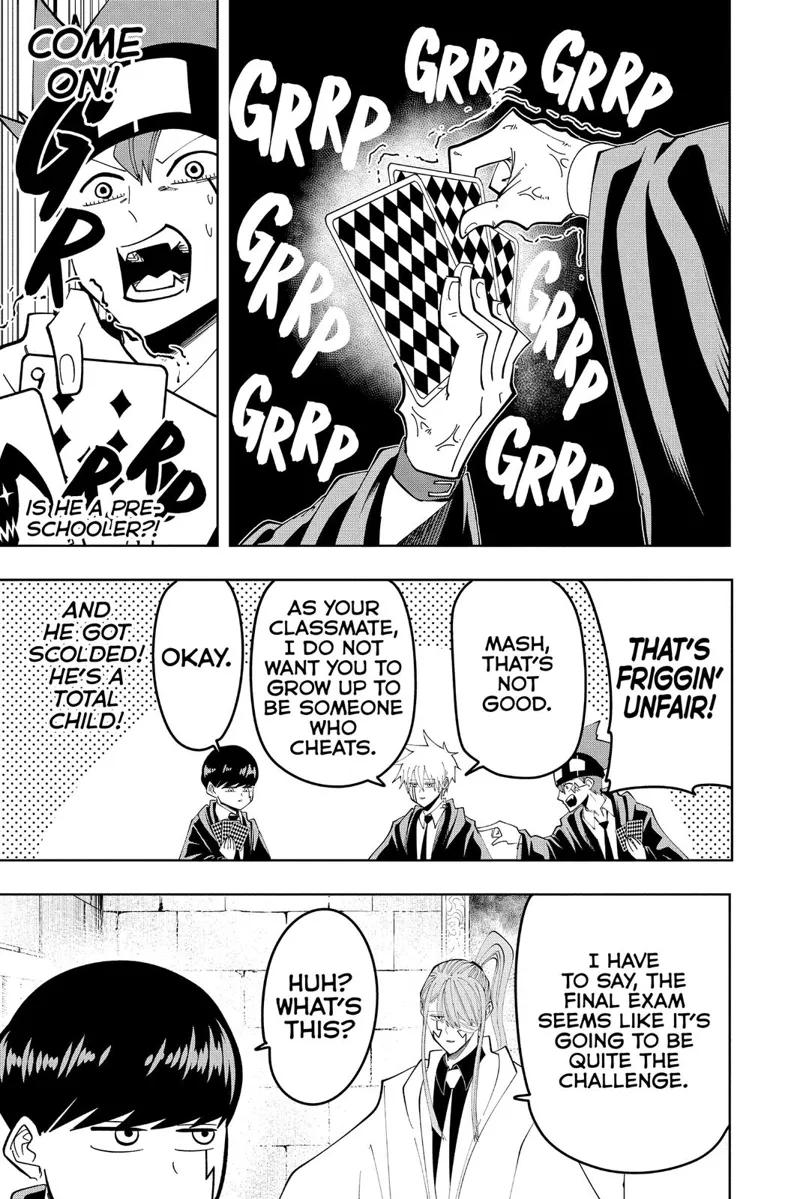 GRRP
GRRP
GRRP
GRRP
GRRP
GRRP
GRRP
COME
ON!
GRRP
GRRP
9
IS HE A PRE-
SCHOOLER?!
THAT'S
FRIGGIN'
UNFAIR!
MASH,
THAT'S
NOT
GOOD.
AS YOUR
CLASSMATE,
I DO NOT
WANT YOU TO
GROW UP TO
BE SOMEONE
WHO
CHEATS.
OKAY.
AND
HE GOT
SCOLDED!
HE'S A
TOTAL
CHILD!
I HAVE
TO SAY, THE
FINAL EXAM
SEEMS LIKE IT'S
GOING TO BE
QUITE THE
CHALLENGE.
HUH?
WHAT'S
THIS?